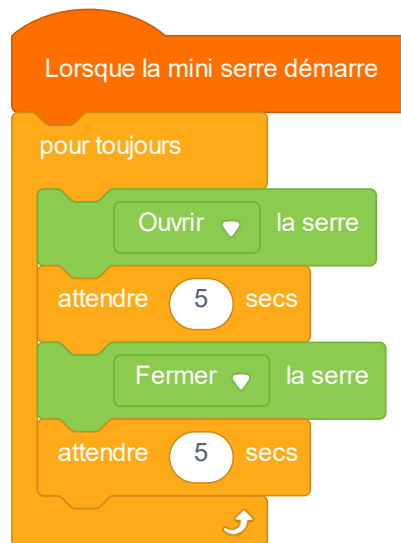 Lorsque la mini serre démarre
pour toujours
Ouvrir la serre
attendre 5 secs
Fermer la serre
attendre 5 secs